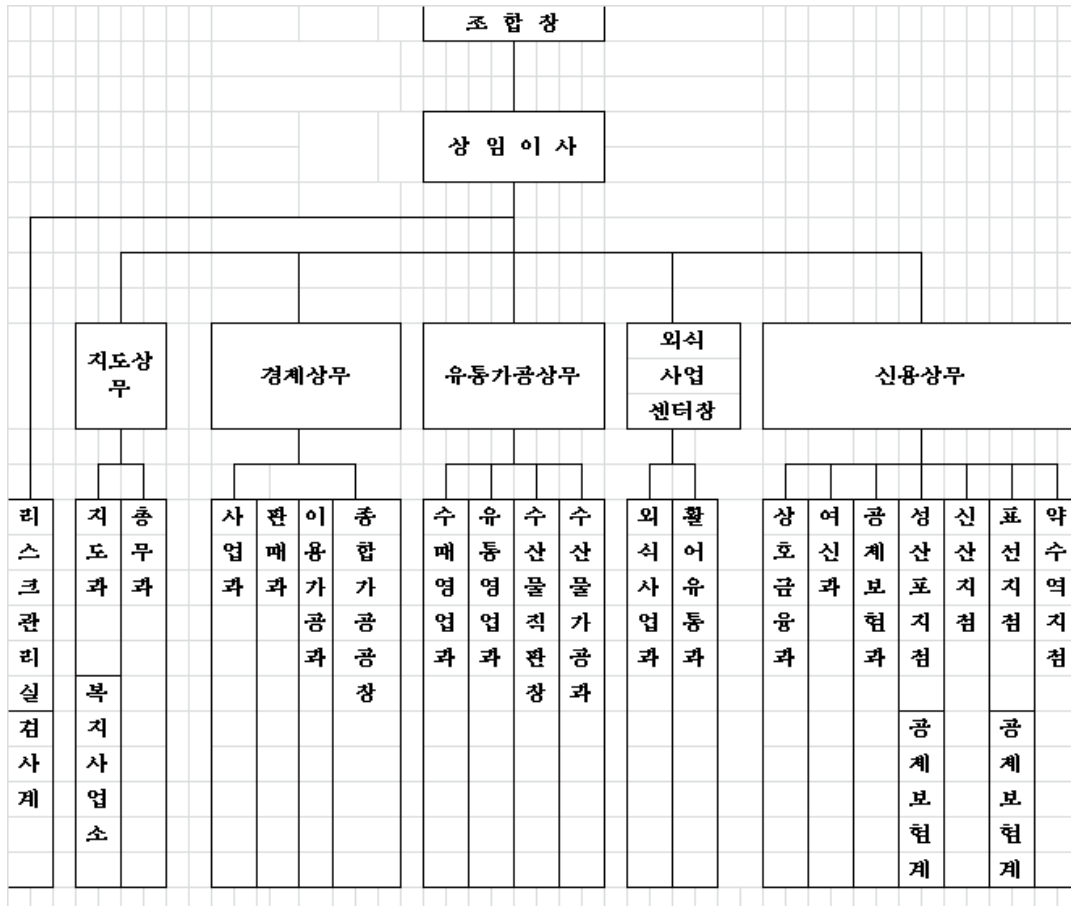 조 합 장
상 임 이 사
지도상
무
경제상무
유통가공상무
외식
사업
센터장
신용상무
리스크관리실
검사계
지도과
복지사업소
총무과
사업과
판매과
이용가공과
종합가공공장
수매영업과
유통영업과
수산물직판장
수산물가공과
외식사업과
활어유통과
상호금융과
여신과
공제보험과
성산포지점
공제보험계
신산지점
표선지점
공제보험계
약수역지점